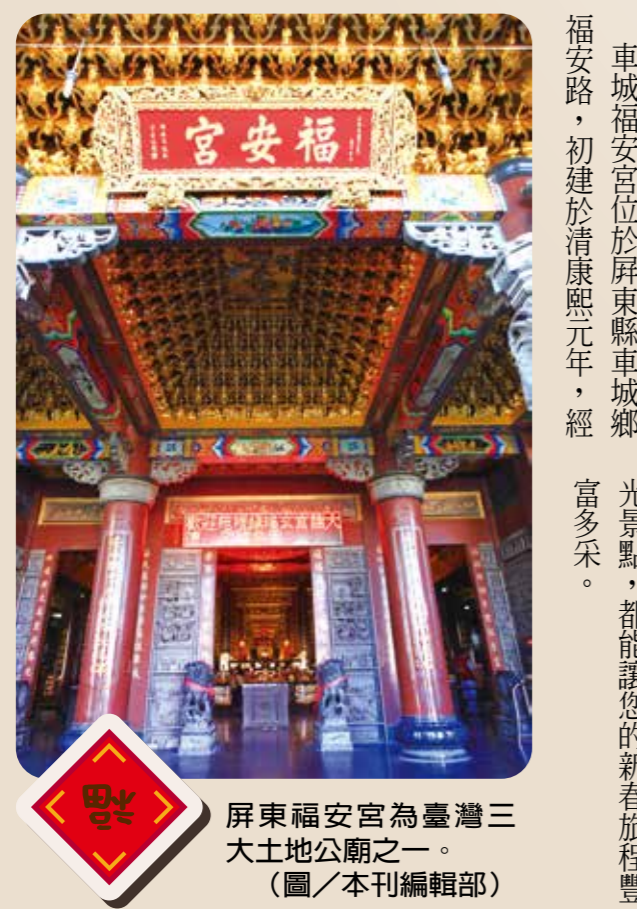 車城福安宮位於屏東縣車城鄉
福安路，初建於清康熙元年，經
光景點，都能讓您的新春旅程豐
富多采。
福安宮
福
屏東福安宮為臺灣三
大土地公廟之一。
（圖／本刊編輯部）